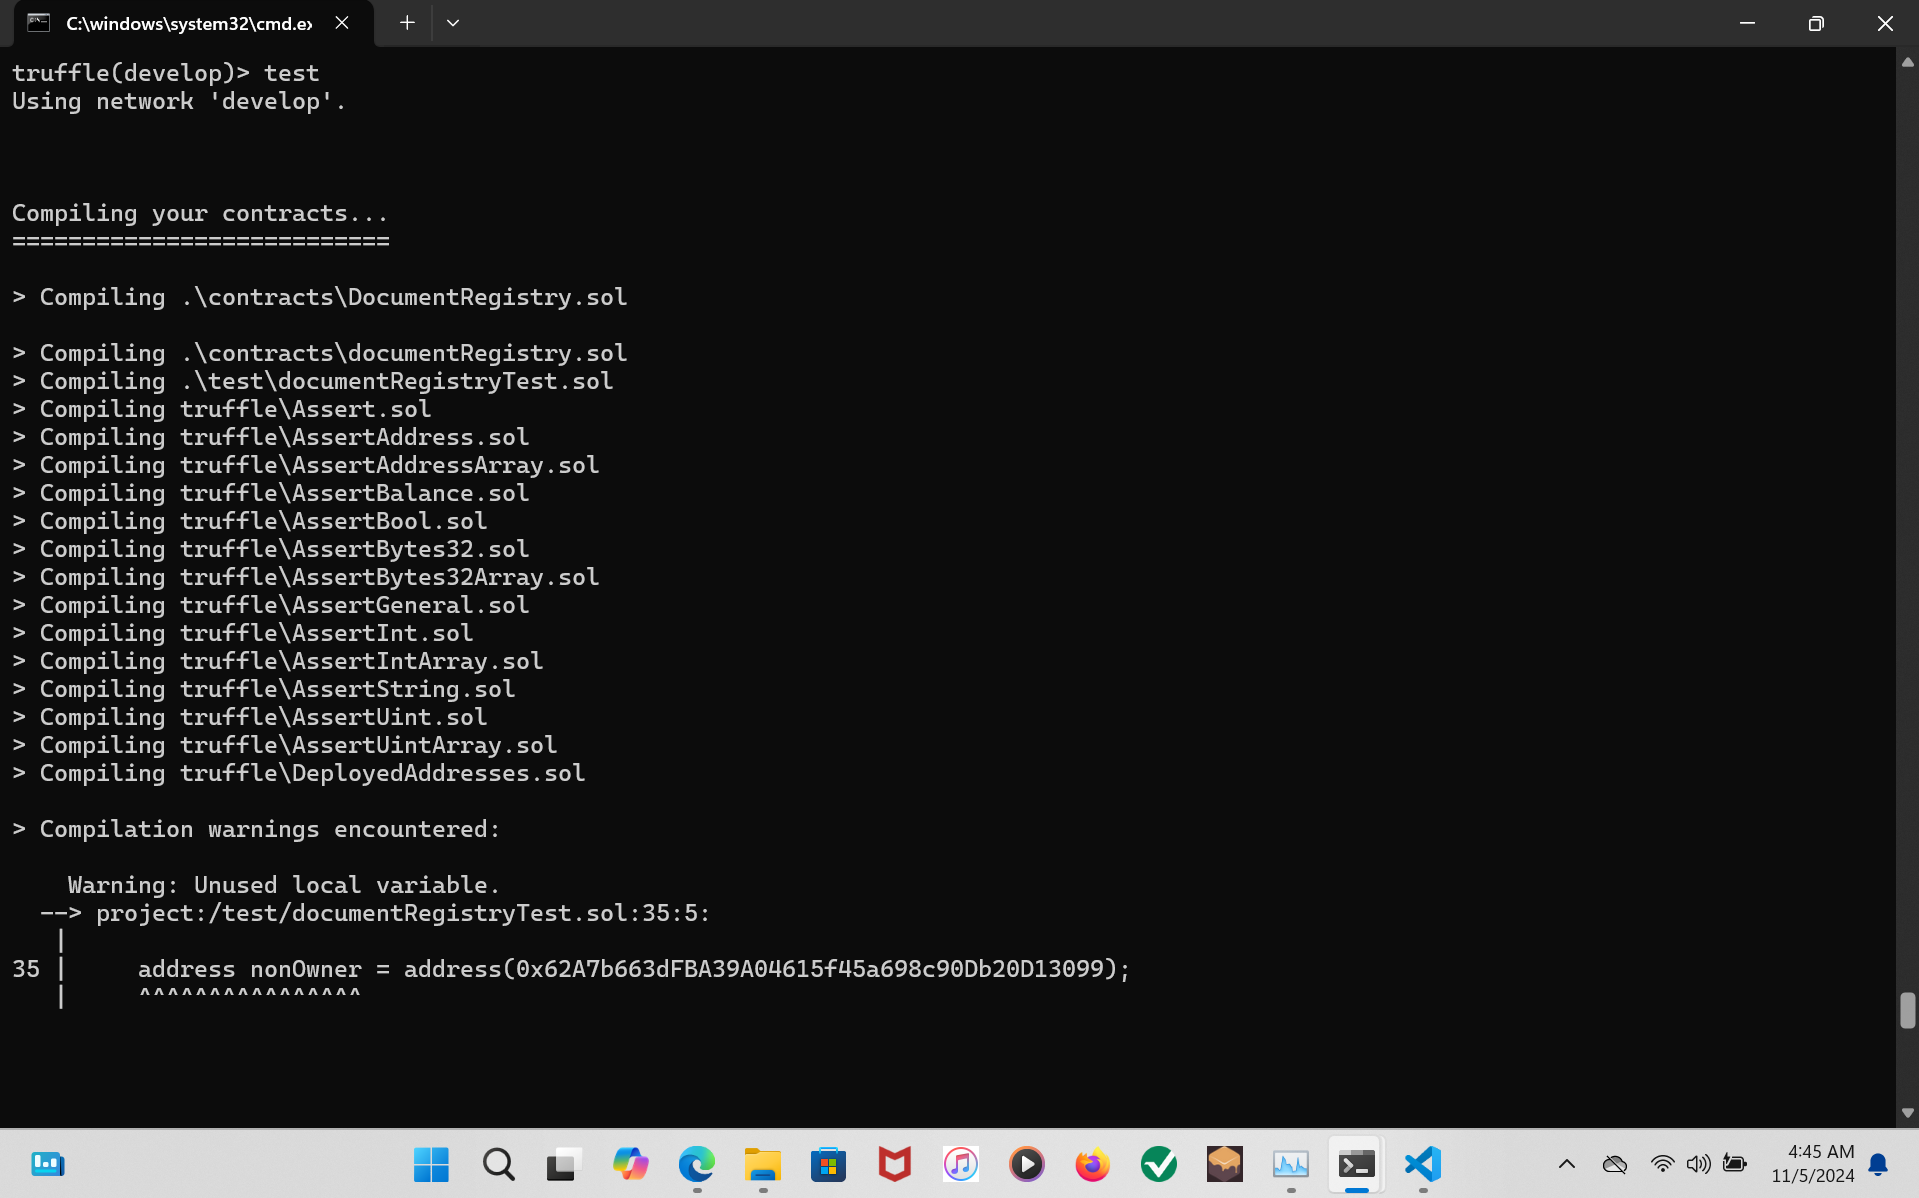 C:\windows\system32\cmd.ex
truffle(develop)> test
Using network 'develop'.
Compiling your contracts...
===========================
> Compiling .\contracts\DocumentRegistry.sol
> Compiling .\contracts\documentRegistry.sol
> Compiling .\test\documentRegistryTest.sol
> Compiling truffle\Assert.sol
> Compiling truffle\AssertAddress.sol
> Compiling truffle\AssertAddressArray.sol
> Compiling truffle\AssertBalance.sol
> Compiling truffle\AssertBool.sol
> Compiling truffle\AssertBytes32.sol
> Compiling truffle\AssertBytes32Array.sol
> Compiling truffle\AssertGeneral.sol
> Compiling truffle\AssertInt.sol
> Compiling truffle\AssertIntArray.sol
> Compiling truffle\AssertString.sol
> Compiling truffle\AssertUint.sol
> Compiling truffle\AssertUintArray.sol
> Compiling truffle\DeployedAddresses.sol
> Compilation warnings encountered:
Warning: Unused local variable.
--> project:/test/documentRegistryTest.sol:35:5:
|
35 | address nonOwner = address(0x62A7b663dFBA39A04615f45a698c90Db20D13099);
| ^^^^^^^^^^^^^^^^
4:45 AM
11/5/2024